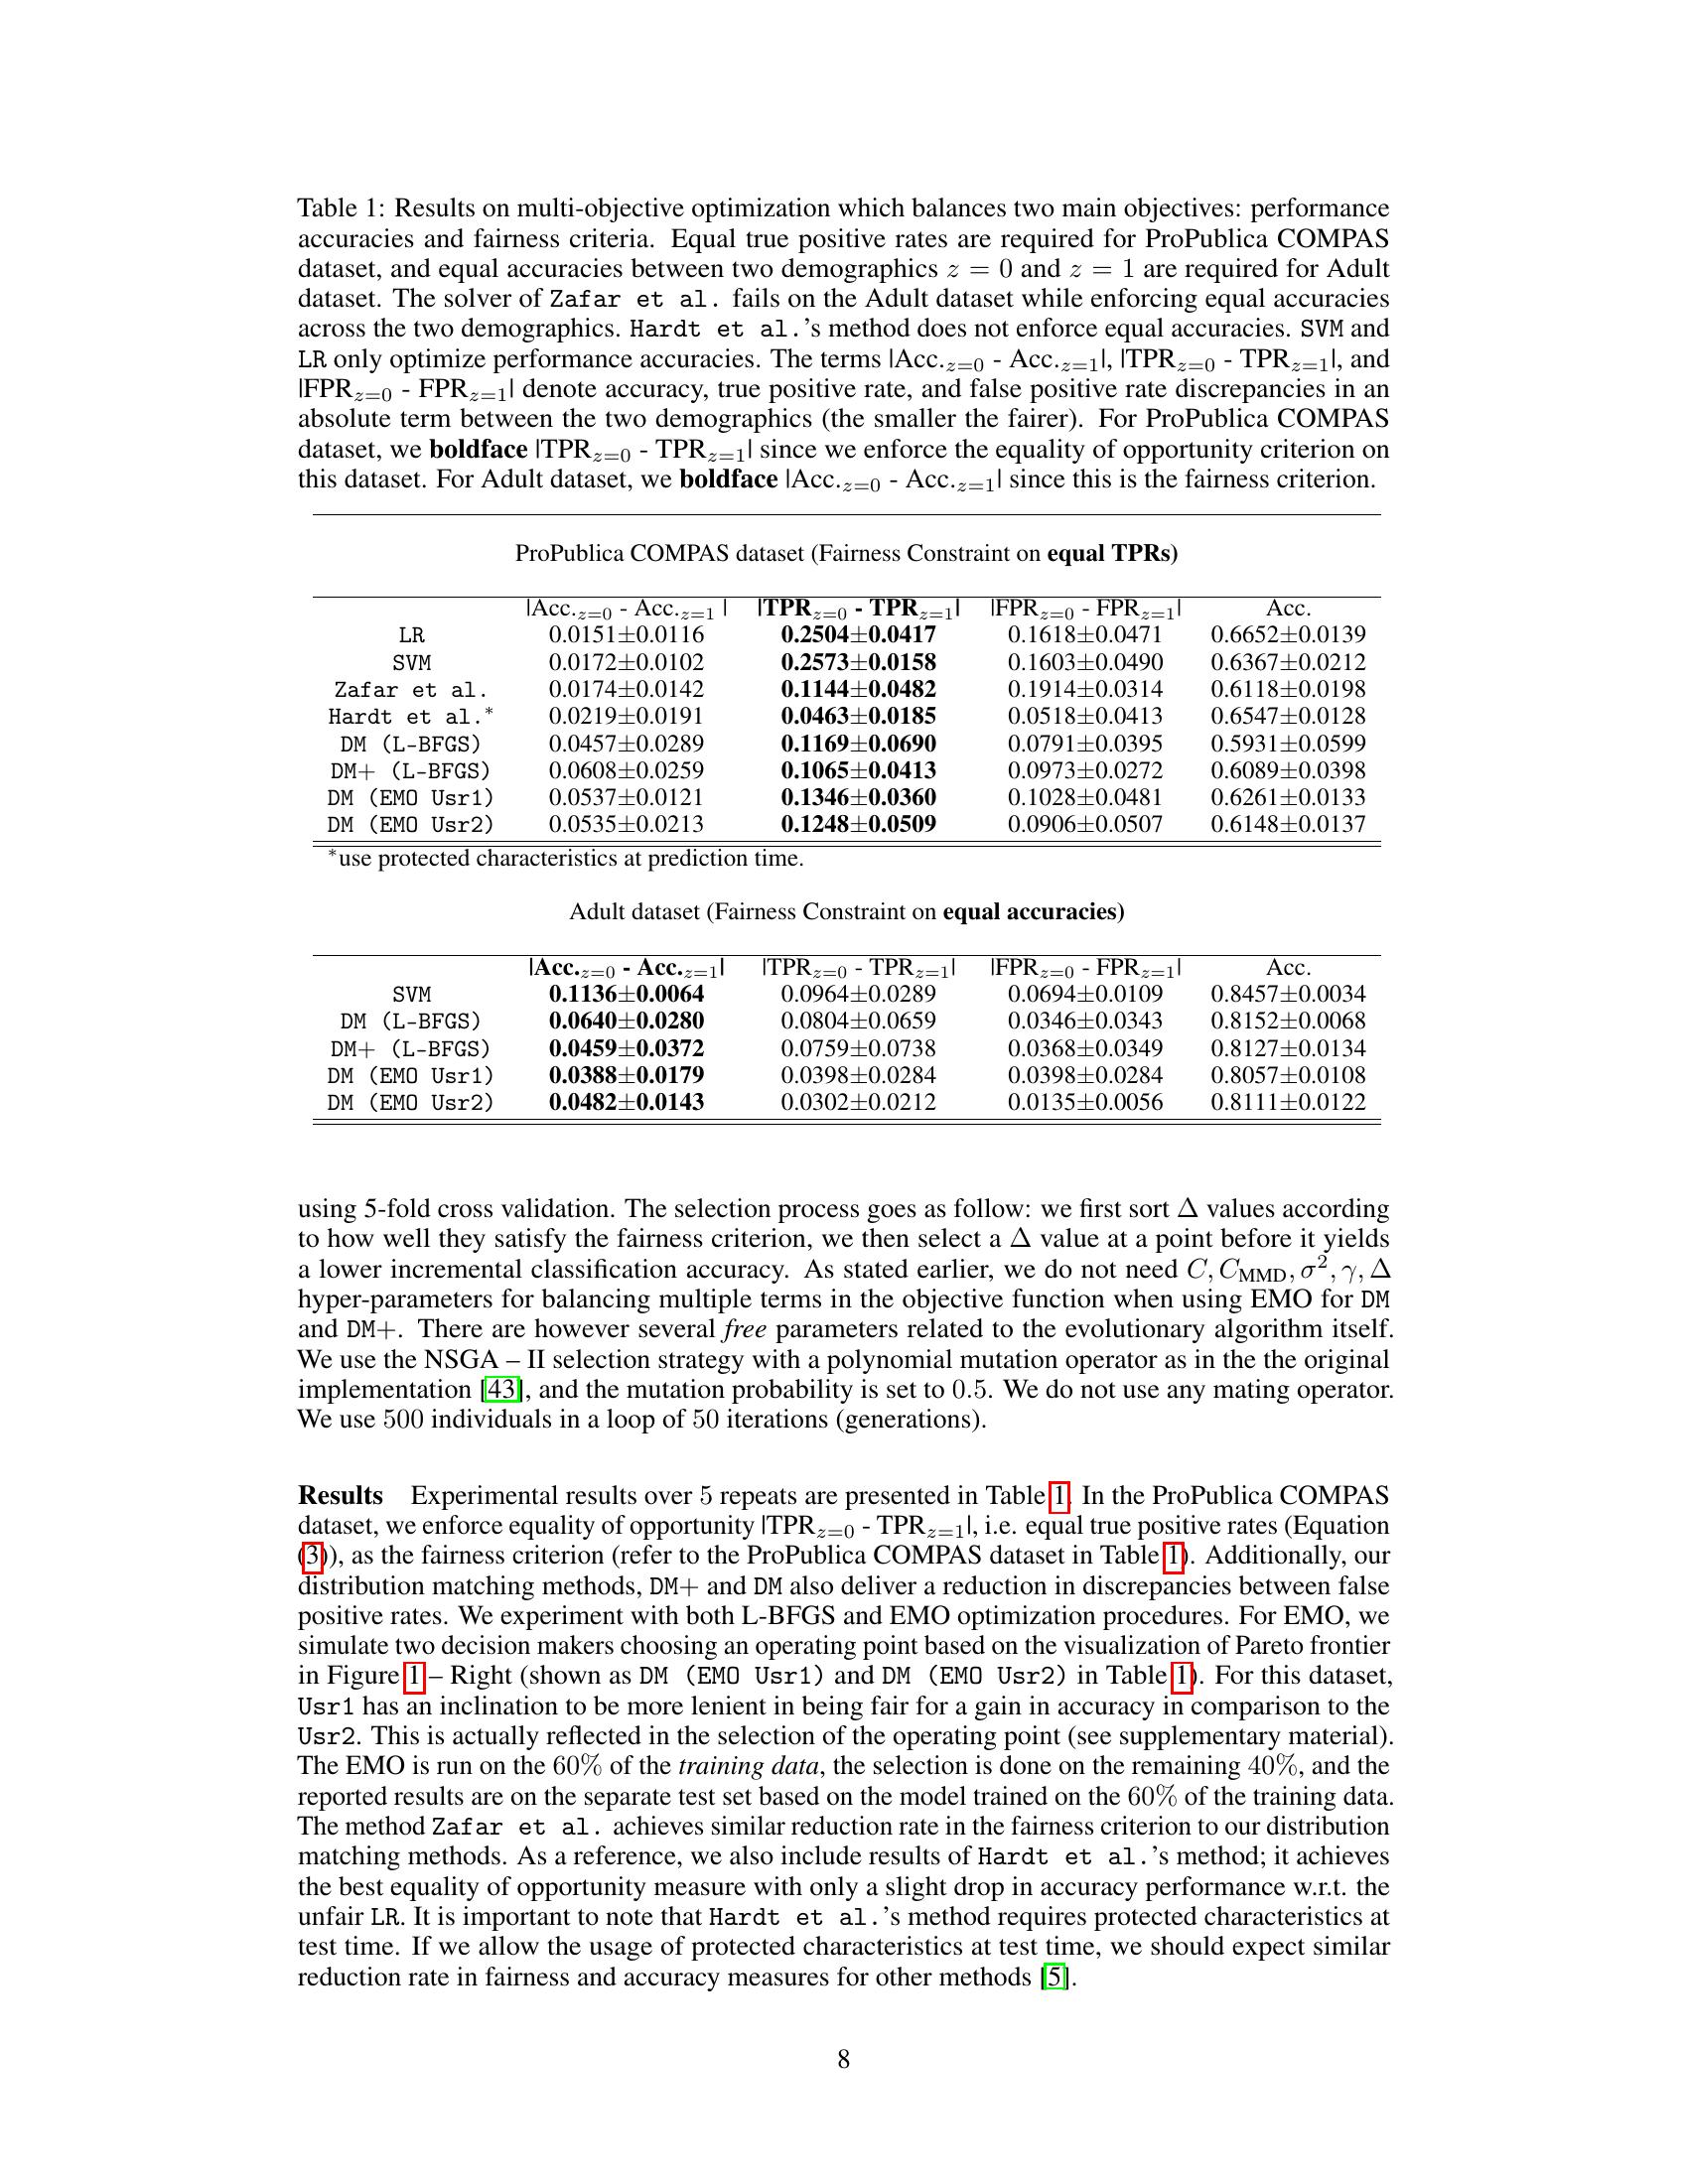 Table 1: Results on multi-objective optimization which balances two main objectives: performance
accuracies and fairness criteria. Equal true positive rates are required for ProPublica COMPAS
dataset, and equal accuracies between two demographics z = 0 and z = 1 are required for Adult
dataset. The solver of Zafar et al. fails on the Adult dataset while enforcing equal accuracies
across the two demographics. Hardt et al.'s method does not enforce equal accuracies. SVM and
LR only optimize performance accuracies. The terms |Acc.z=0 - Acc.z=1|, |TPRz=0 - TPRz=1|, and
|FPRz=0 - FPRz=1| denote accuracy, true positive rate, and false positive rate discrepancies in an
absolute term between the two demographics (the smaller the fairer). For ProPublica COMPAS
dataset, we boldface |TPRz=0 - TPRz=1| since we enforce the equality of opportunity criterion on
this dataset. For Adult dataset, we boldface |Acc.z=0 - Acc.z=1| since this is the fairness criterion.
ProPublica COMPAS dataset (Fairness Constraint on equal TPRs)
|Acc.z=0 - Acc.z=1 | |TPRz=0 - TPRz=1| |FPRz=0 - FPRz=1| Acc.
LR 0.0151±0.0116 0.2504±0.0417 0.1618±0.0471 0.6652±0.0139
SVM 0.0172±0.0102 0.2573±0.0158 0.1603±0.0490 0.6367±0.0212
Zafar et al. 0.0174±0.0142 0.1144±0.0482 0.1914±0.0314 0.6118±0.0198
Hardt et al.* 0.0219±0.0191 0.0463±0.0185 0.0518±0.0413 0.6547±0.0128
DM (L-BFGS) 0.0457±0.0289 0.1169±0.0690 0.0791±0.0395 0.5931±0.0599
DM+ (L-BFGS) 0.0608±0.0259 0.1065±0.0413 0.0973±0.0272 0.6089±0.0398
DM (EMO Usr1) 0.0537±0.0121 0.1346±0.0360 0.1028±0.0481 0.6261±0.0133
DM (EMO Usr2) 0.0535±0.0213 0.1248±0.0509 0.0906±0.0507 0.6148±0.0137
*use protected characteristics at prediction time.
Adult dataset (Fairness Constraint on equal accuracies)
|Acc.z=0 - Acc.z=1| |TPRz=0 - TPRz=1| |FPRz=0 - FPRz=1| Acc.
SVM 0.1136±0.0064 0.0964±0.0289 0.0694±0.0109 0.8457±0.0034
DM (L-BFGS) 0.0640±0.0280 0.0804±0.0659 0.0346±0.0343 0.8152±0.0068
DM+ (L-BFGS) 0.0459±0.0372 0.0759±0.0738 0.0368±0.0349 0.8127±0.0134
DM (EMO Usr1) 0.0388±0.0179 0.0398±0.0284 0.0398±0.0284 0.8057±0.0108
DM (EMO Usr2) 0.0482±0.0143 0.0302±0.0212 0.0135±0.0056 0.8111±0.0122
using 5-fold cross validation. The selection process goes as follow: we first sort Δ values according
to how well they satisfy the fairness criterion, we then select a Δ value at a point before it yields
a lower incremental classification accuracy. As stated earlier, we do not need C, CMMD, σ², γ, Δ
hyper-parameters for balancing multiple terms in the objective function when using EMO for DM
and DM+. There are however several free parameters related to the evolutionary algorithm itself.
We use the NSGA – II selection strategy with a polynomial mutation operator as in the the original
implementation [43], and the mutation probability is set to 0.5. We do not use any mating operator.
We use 500 individuals in a loop of 50 iterations (generations).
Results Experimental results over 5 repeats are presented in Table 1. In the ProPublica COMPAS
dataset, we enforce equality of opportunity |TPRz=0 - TPRz=1|, i.e. equal true positive rates (Equation
(3)), as the fairness criterion (refer to the ProPublica COMPAS dataset in Table 1). Additionally, our
distribution matching methods, DM+ and DM also deliver a reduction in discrepancies between false
positive rates. We experiment with both L-BFGS and EMO optimization procedures. For EMO, we
simulate two decision makers choosing an operating point based on the visualization of Pareto frontier
in Figure 1 – Right (shown as DM (EMO Usr1) and DM (EMO Usr2) in Table 1). For this dataset,
Usr1 has an inclination to be more lenient in being fair for a gain in accuracy in comparison to the
Usr2. This is actually reflected in the selection of the operating point (see supplementary material).
The EMO is run on the 60% of the training data, the selection is done on the remaining 40%, and the
reported results are on the separate test set based on the model trained on the 60% of the training data.
The method Zafar et al. achieves similar reduction rate in the fairness criterion to our distribution
matching methods. As a reference, we also include results of Hardt et al.'s method; it achieves
the best equality of opportunity measure with only a slight drop in accuracy performance w.r.t. the
unfair LR. It is important to note that Hardt et al.'s method requires protected characteristics at
test time. If we allow the usage of protected characteristics at test time, we should expect similar
reduction rate in fairness and accuracy measures for other methods [5].
8